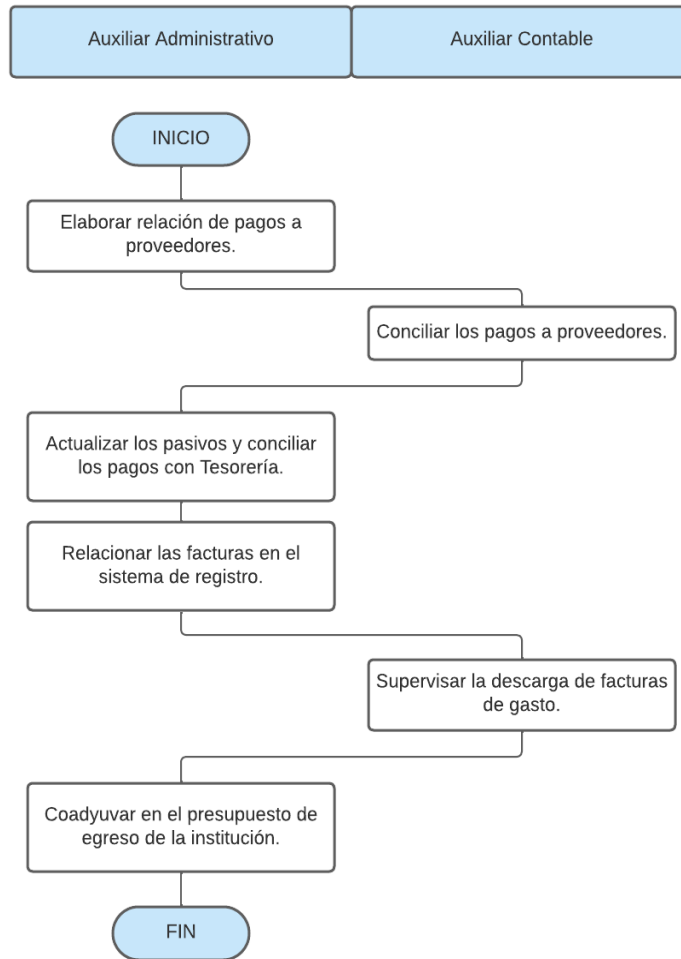 Auxiliar Administrativo
Auxiliar Contable
INICIO
Elaborar relación de pagos a
proveedores.
Conciliar los pagos a proveedores.
Actualizar los pasivos y conciliar
los pagos con Tesorería.
Relacionar las facturas en el
sistema de registro.
Supervisar la descarga de facturas
de gasto.
Coadyuvar en el presupuesto de
egreso de la institución.
FIN